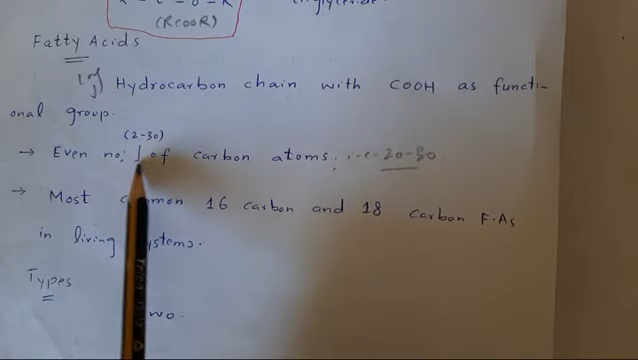 (RCOOR)
Fatty Acids
Hydrocarbon chain with COOH as functi-
onal group.
(2-30)
→ Even no; of carbon atoms. i.e. 20-30
→ Most common 16 carbon and 18 carbon F.As
in living systems.
Types